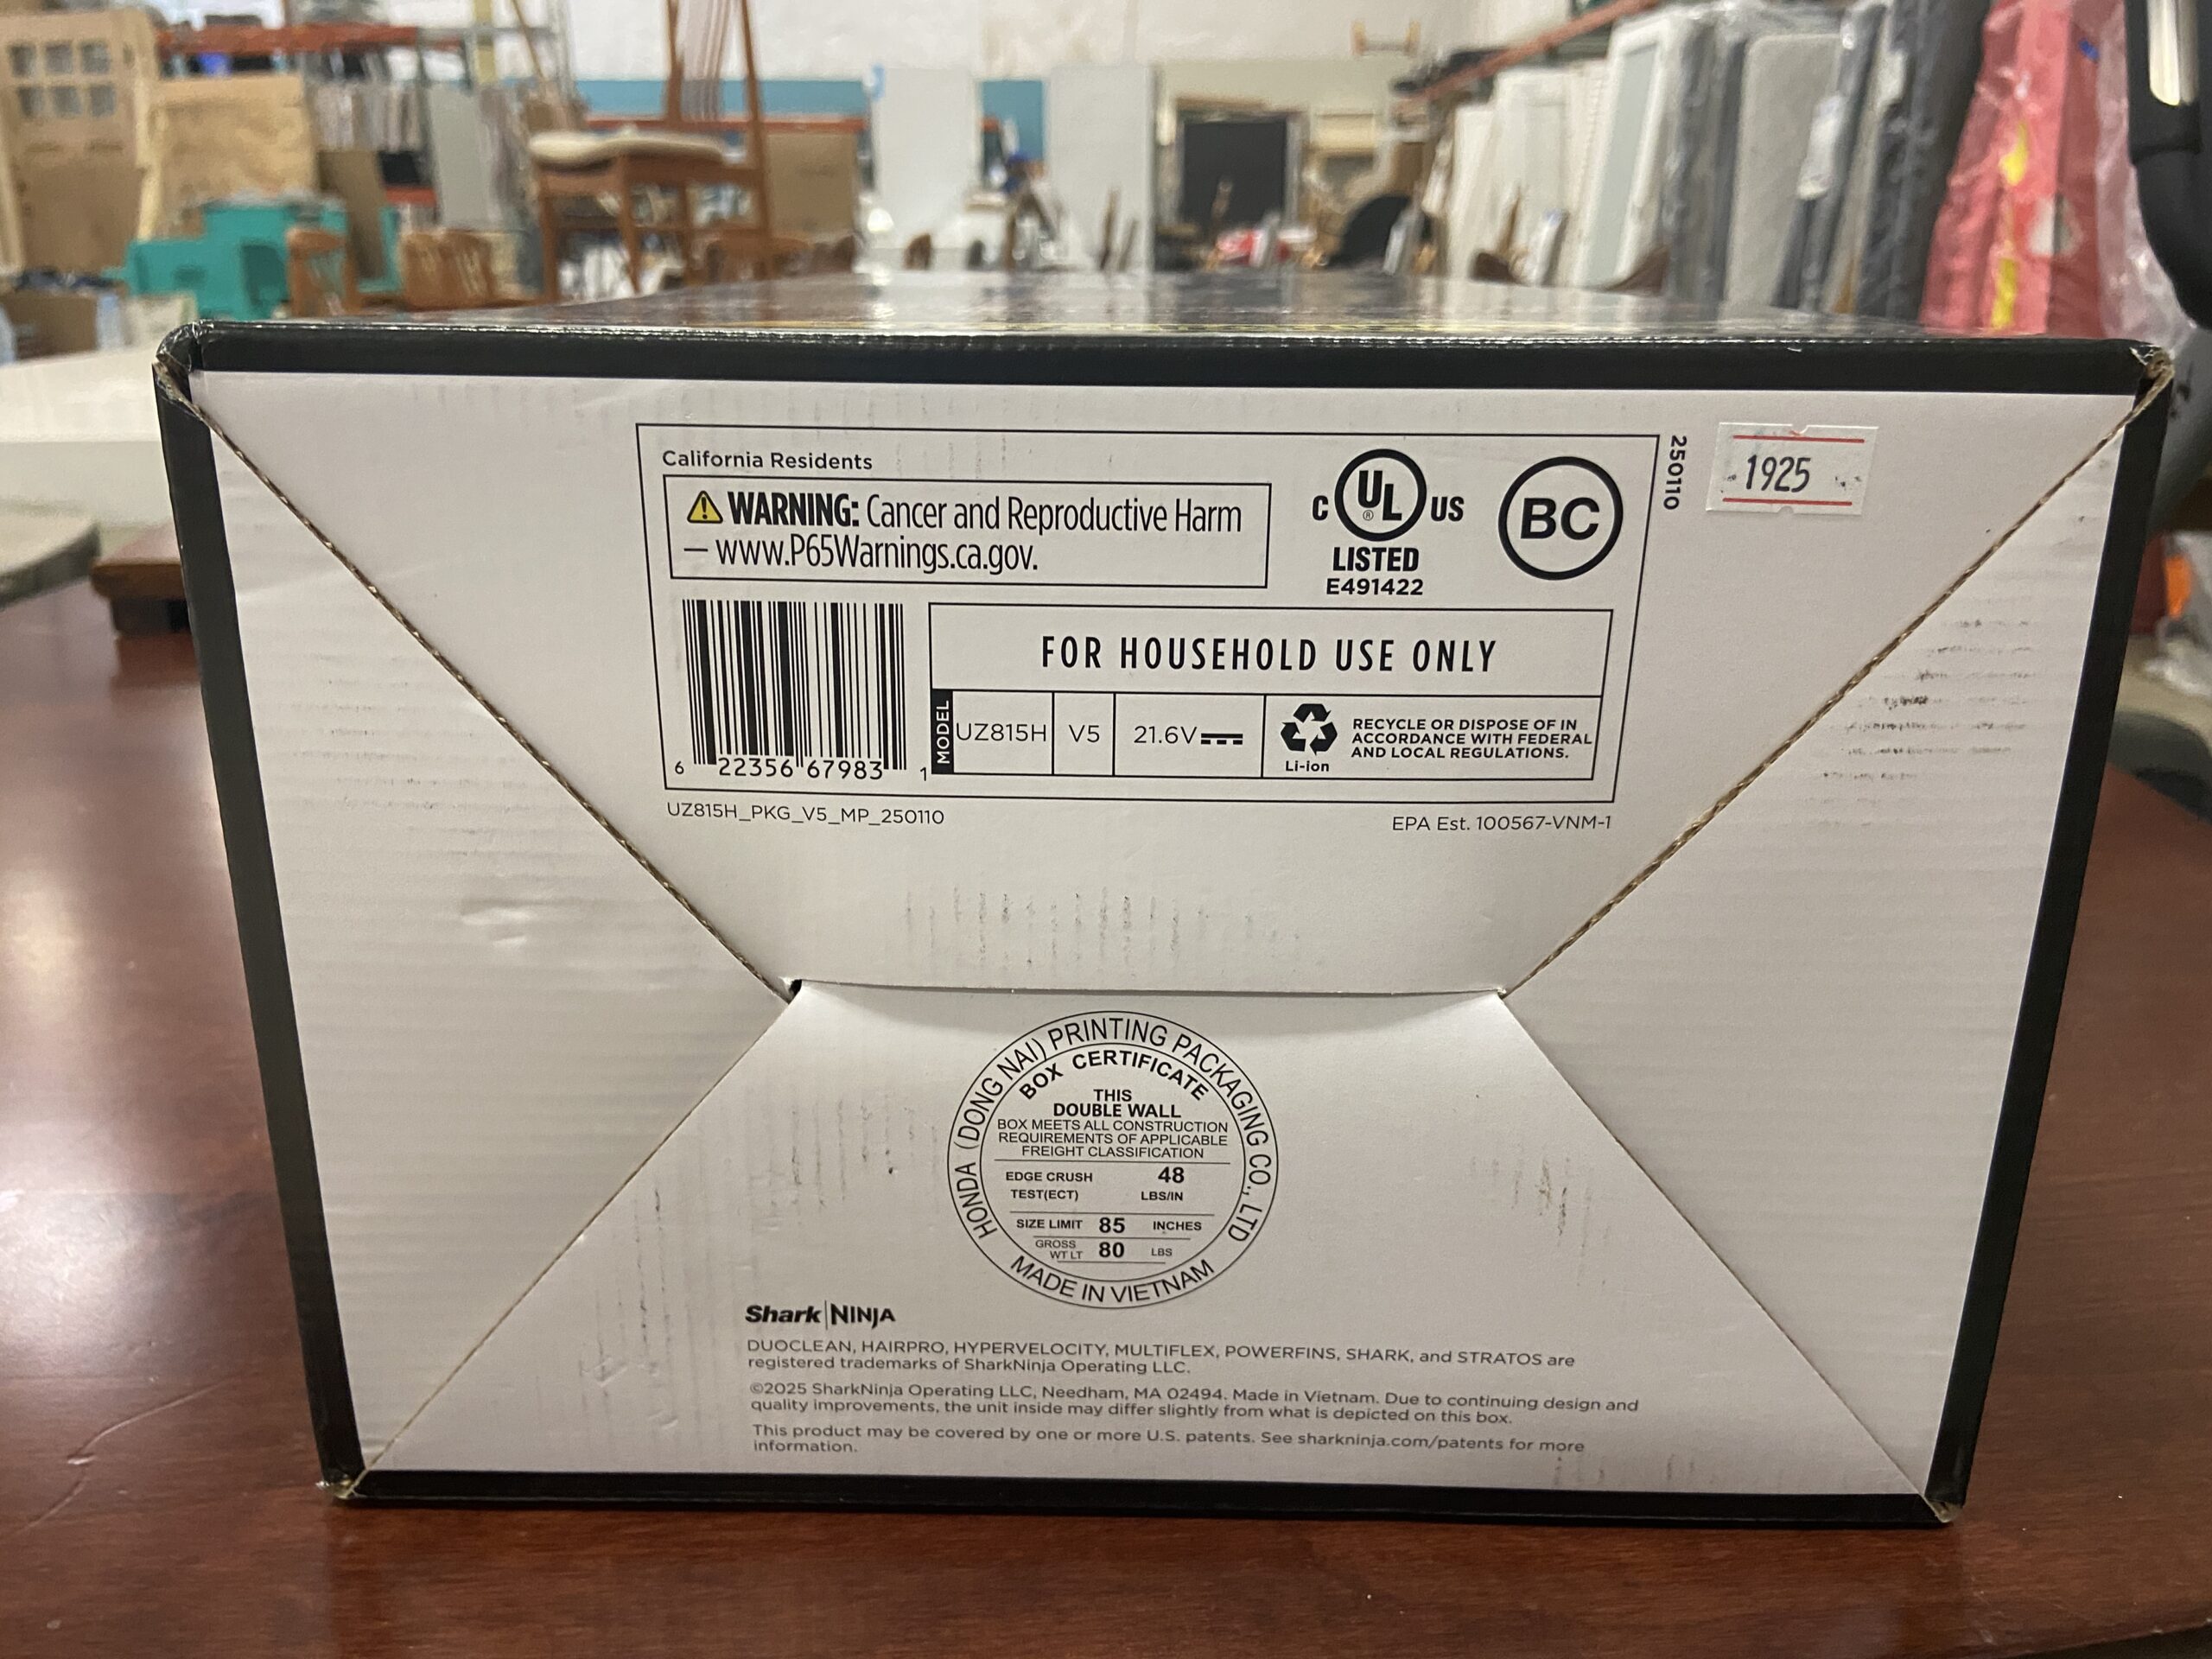 California Residents
⚠ WARNING: Cancer and Reproductive Harm
— www.P65Warnings.ca.gov.
C UL® US
LISTED
E491422
BC
250110
1925
6 22356 67983 1
FOR HOUSEHOLD USE ONLY
MODEL UZ815H V5 21.6V
Li-ion
RECYCLE OR DISPOSE OF IN
ACCORDANCE WITH FEDERAL
AND LOCAL REGULATIONS.
UZ815H_PKG_V5_MP_250110
EPA Est. 100567-VNM-1
HONDA (DONG NAI) PRINTING PACKAGING CO., LTD
BOX CERTIFICATE
THIS
DOUBLE WALL
BOX MEETS ALL CONSTRUCTION
REQUIREMENTS OF APPLICABLE
FREIGHT CLASSIFICATION
EDGE CRUSH 48
TEST(ECT) LBS/IN
SIZE LIMIT 85 INCHES
GROSS
WT LT 80 LBS
MADE IN VIETNAM
Shark|NINJA
DUOCLEAN, HAIRPRO, HYPERVELOCITY, MULTIFLEX, POWERFINS, SHARK, and STRATOS are
registered trademarks of SharkNinja Operating LLC.
©2025 SharkNinja Operating LLC, Needham, MA 02494. Made in Vietnam. Due to continuing design and
quality improvements, the unit inside may differ slightly from what is depicted on this box.
This product may be covered by one or more U.S. patents. See sharkninja.com/patents for more
information.